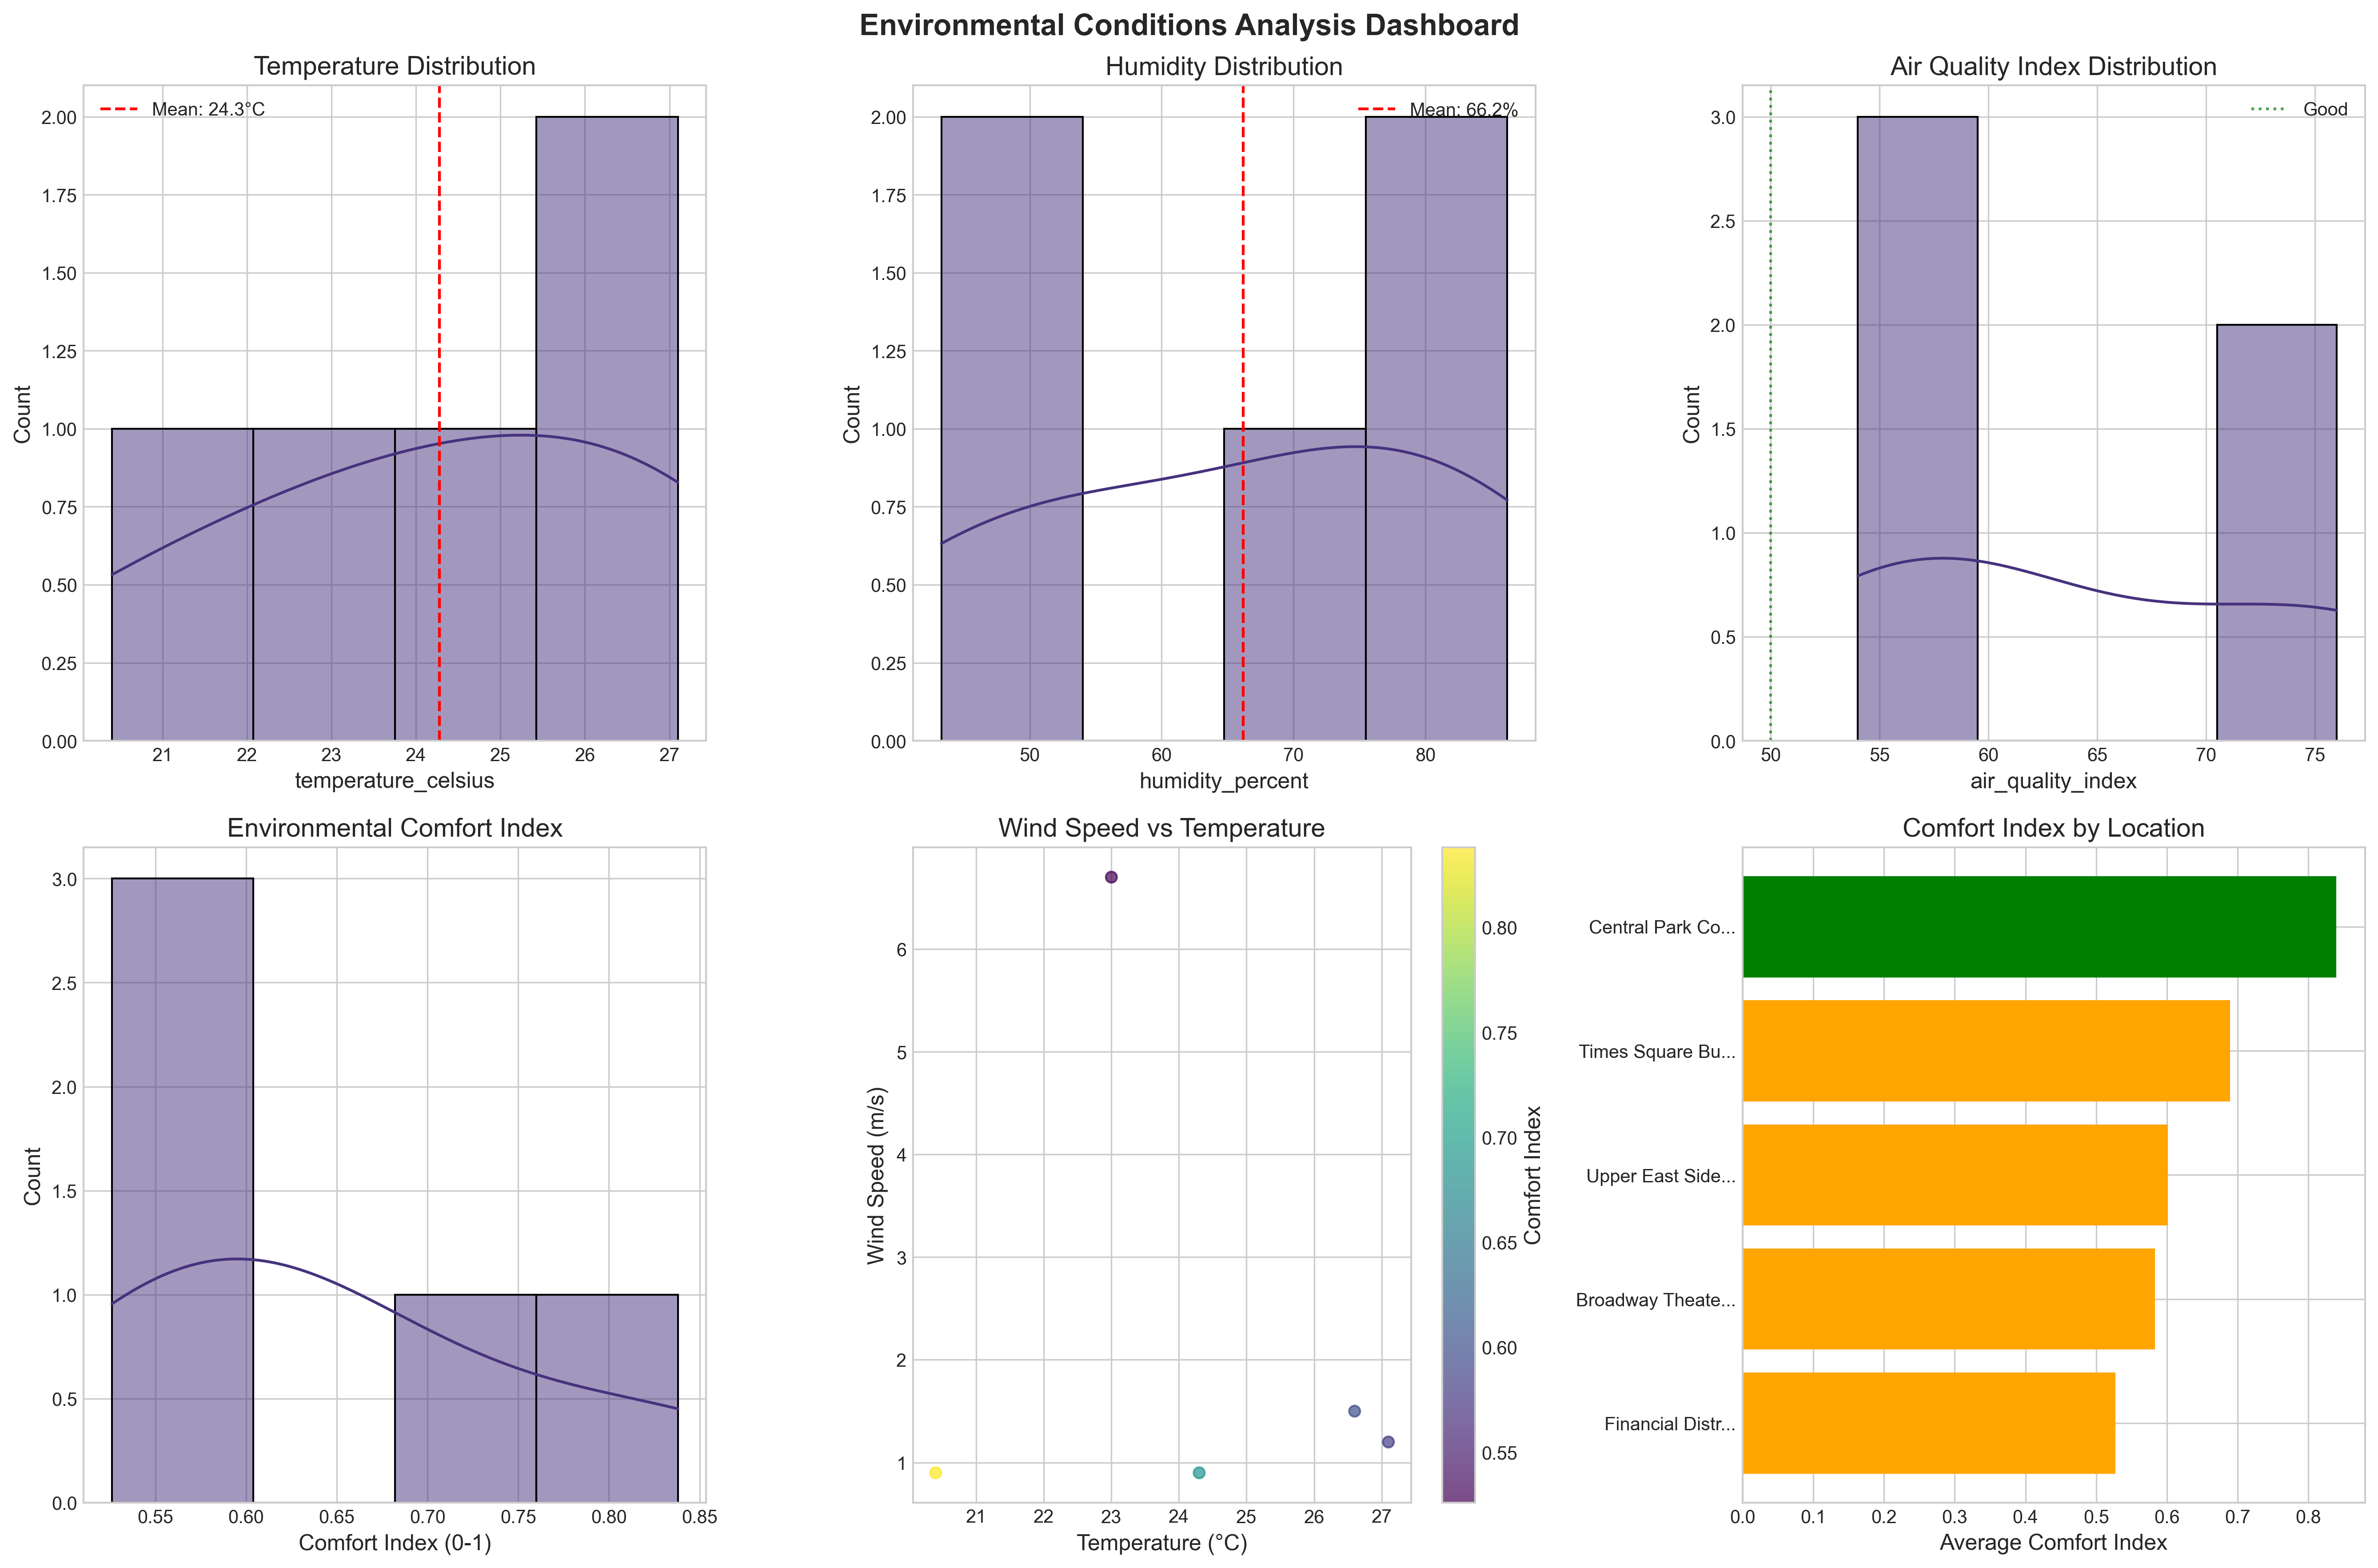 Environmental Conditions Analysis Dashboard
Temperature Distribution
Mean: 24.3°C
2.00
1.75
1.50
1.25
1.00
0.75
0.50
0.25
0.00
Count
21 22 23 24 25 26 27
temperature_celsius
Humidity Distribution
Mean: 66.2%
2.00
1.75
1.50
1.25
1.00
0.75
0.50
0.25
0.00
Count
50 60 70 80
humidity_percent
Air Quality Index Distribution
Good
3.0
2.5
2.0
1.5
1.0
0.5
0.0
Count
50 55 60 65 70 75
air_quality_index
Environmental Comfort Index
3.0
2.5
2.0
1.5
1.0
0.5
0.0
Count
0.55 0.60 0.65 0.70 0.75 0.80 0.85
Comfort Index (0-1)
Wind Speed vs Temperature
6
5
4
3
2
1
Wind Speed (m/s)
21 22 23 24 25 26 27
Temperature (°C)
0.80
0.75
0.70
0.65
0.60
0.55
Comfort Index
Comfort Index by Location
Central Park Co...
Times Square Bu...
Upper East Side...
Broadway Theate...
Financial Distr...
0.0 0.1 0.2 0.3 0.4 0.5 0.6 0.7 0.8
Average Comfort Index